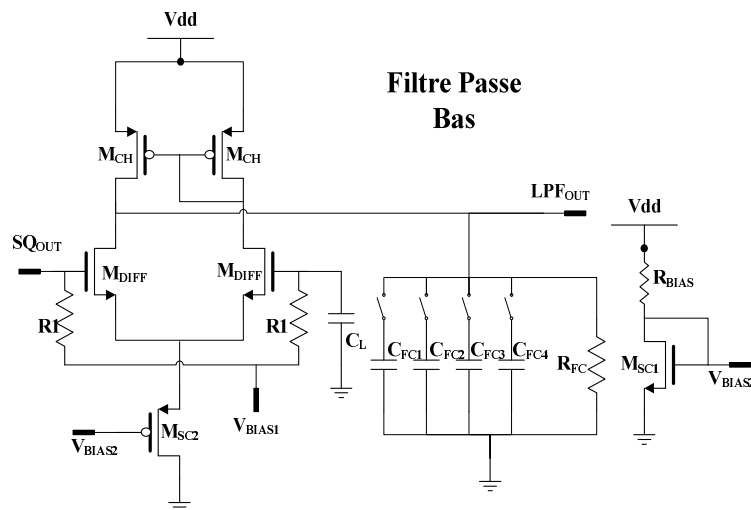 Vdd
Filtre Passe
Bas
MCH
MCH
LPFOUT
Vdd
SQOUT
MDIFF
MDIFF
RBIAS
R1
R1
CL
CFC1
CFC2
CFC3
CFC4
RFC
MSC1
VBIAS2
VBIAS2
MSC2
VBIAS1